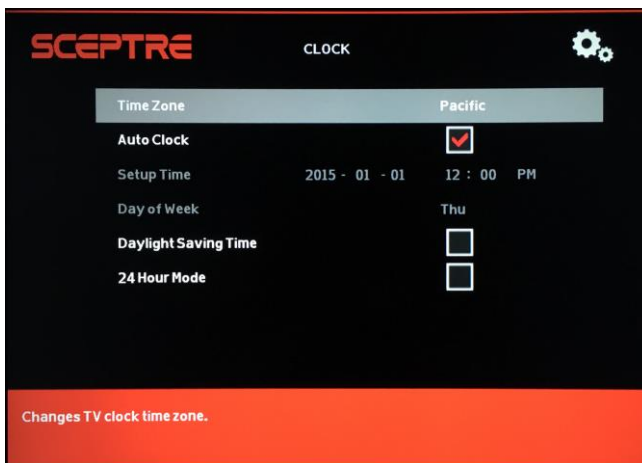 SCEPTRE CLOCK
Time Zone Pacific
Auto Clock
Setup Time 2015 - 01 - 01 12 : 00 PM
Day of Week Thu
Daylight Saving Time
24 Hour Mode
Changes TV clock time zone.